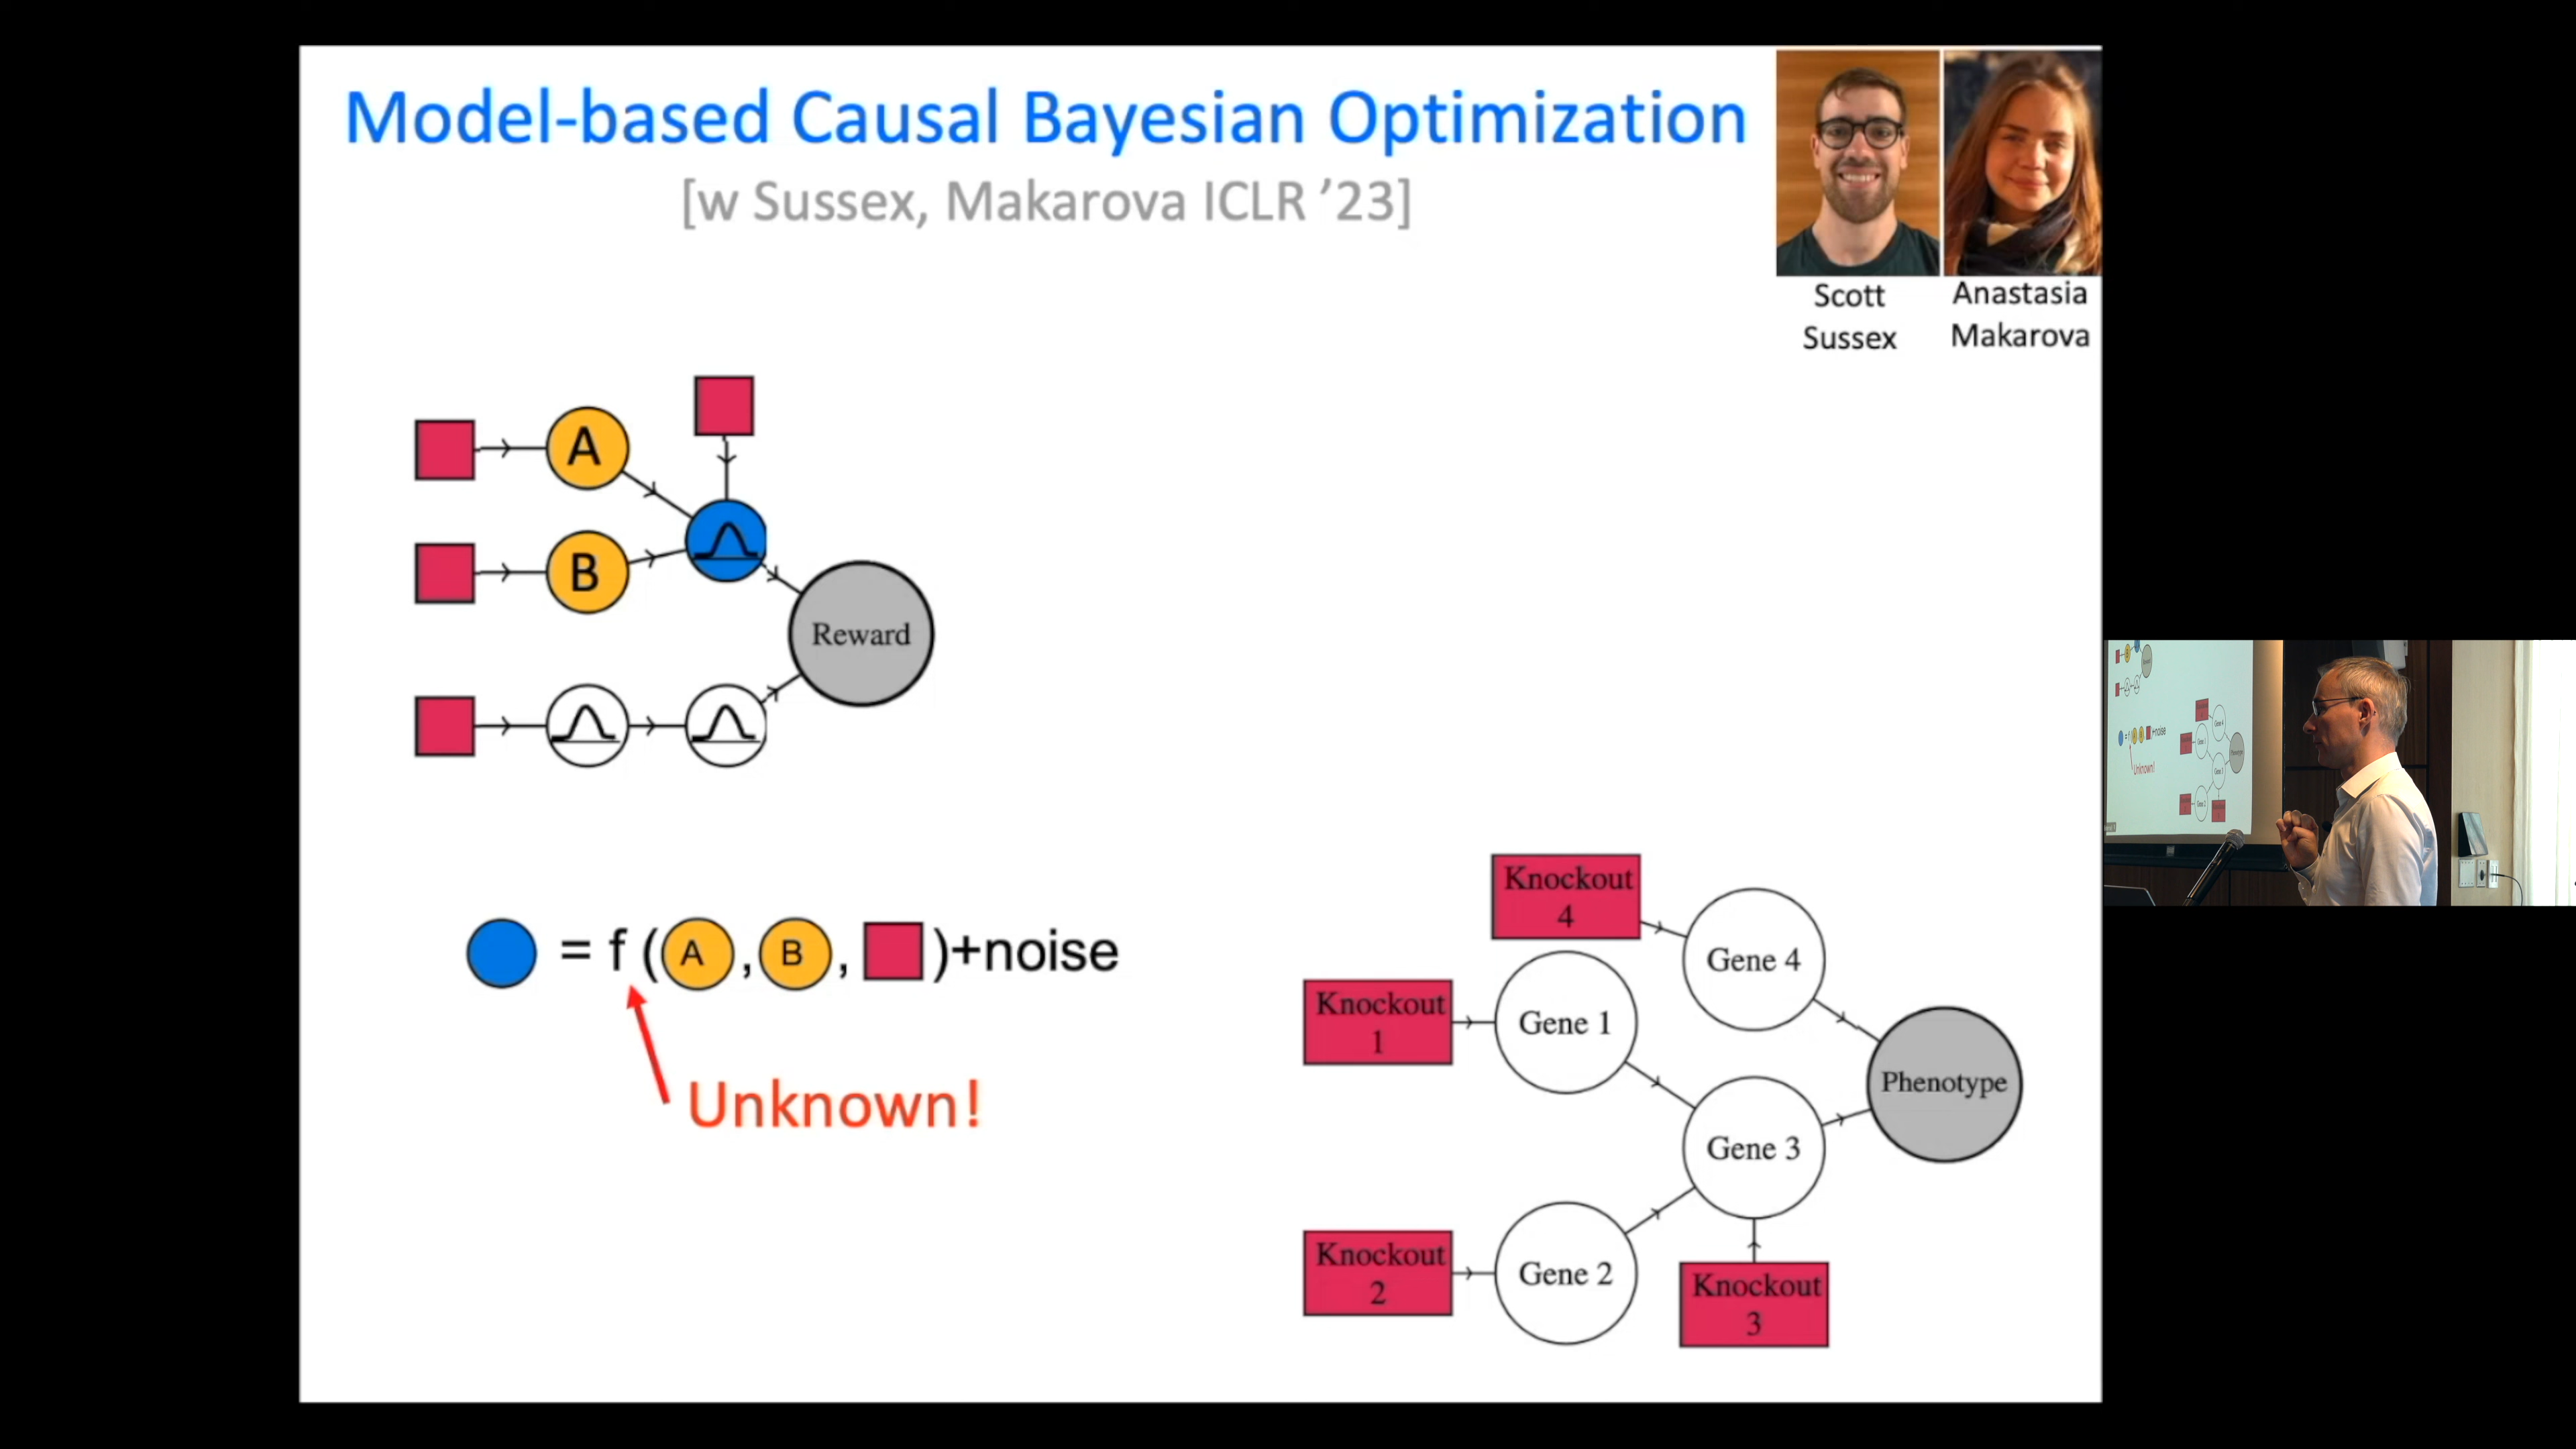 Model-based Causal Bayesian Optimization
[w Sussex, Makarova ICLR ’23]
Scott
Sussex
Anastasia
Makarova
A
B
Reward
= f (A, B, )+noise
Unknown!
Knockout
4
Gene 4
Knockout
1
Gene 1
Phenotype
Gene 3
Knockout
2
Gene 2
Knockout
3